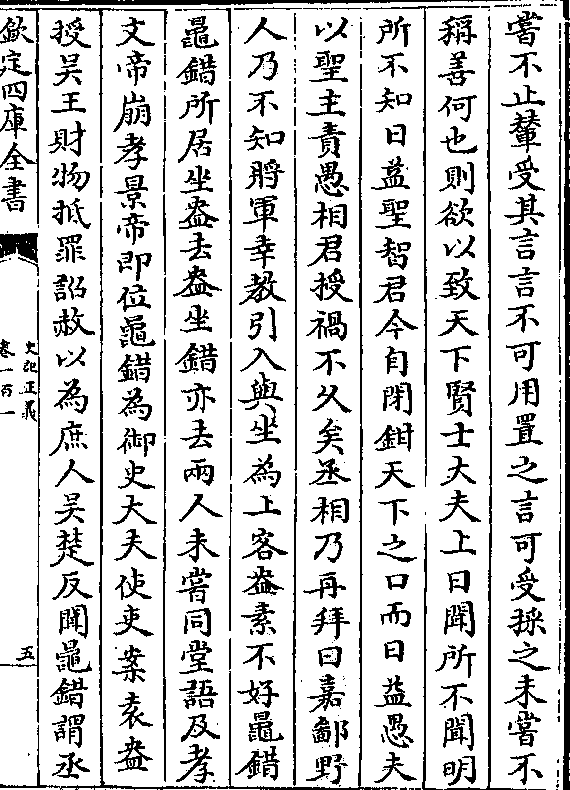 嘗不止輦受其言言不可用置之言可受採之未嘗不
稱善何也則欲以致天下賢士大夫上日聞所不聞明
所不知日益聖智君今自閉鉗天下之口而日益愚夫
以聖主責愚相君授禍不久矣丞相乃再拜曰嘉鄙野
人乃不知將軍幸教引入與坐為上客盎素不好鼂錯
鼂錯所居坐盎去盎坐錯亦去兩人未嘗同堂語及孝
文帝崩孝景帝即位鼂錯為御史大夫使吏案袁盎
授吳王財物抵罪詔赦以為庶人吳楚反聞鼂錯謂丞
欽定四庫全書
史記正義
卷一百一
五